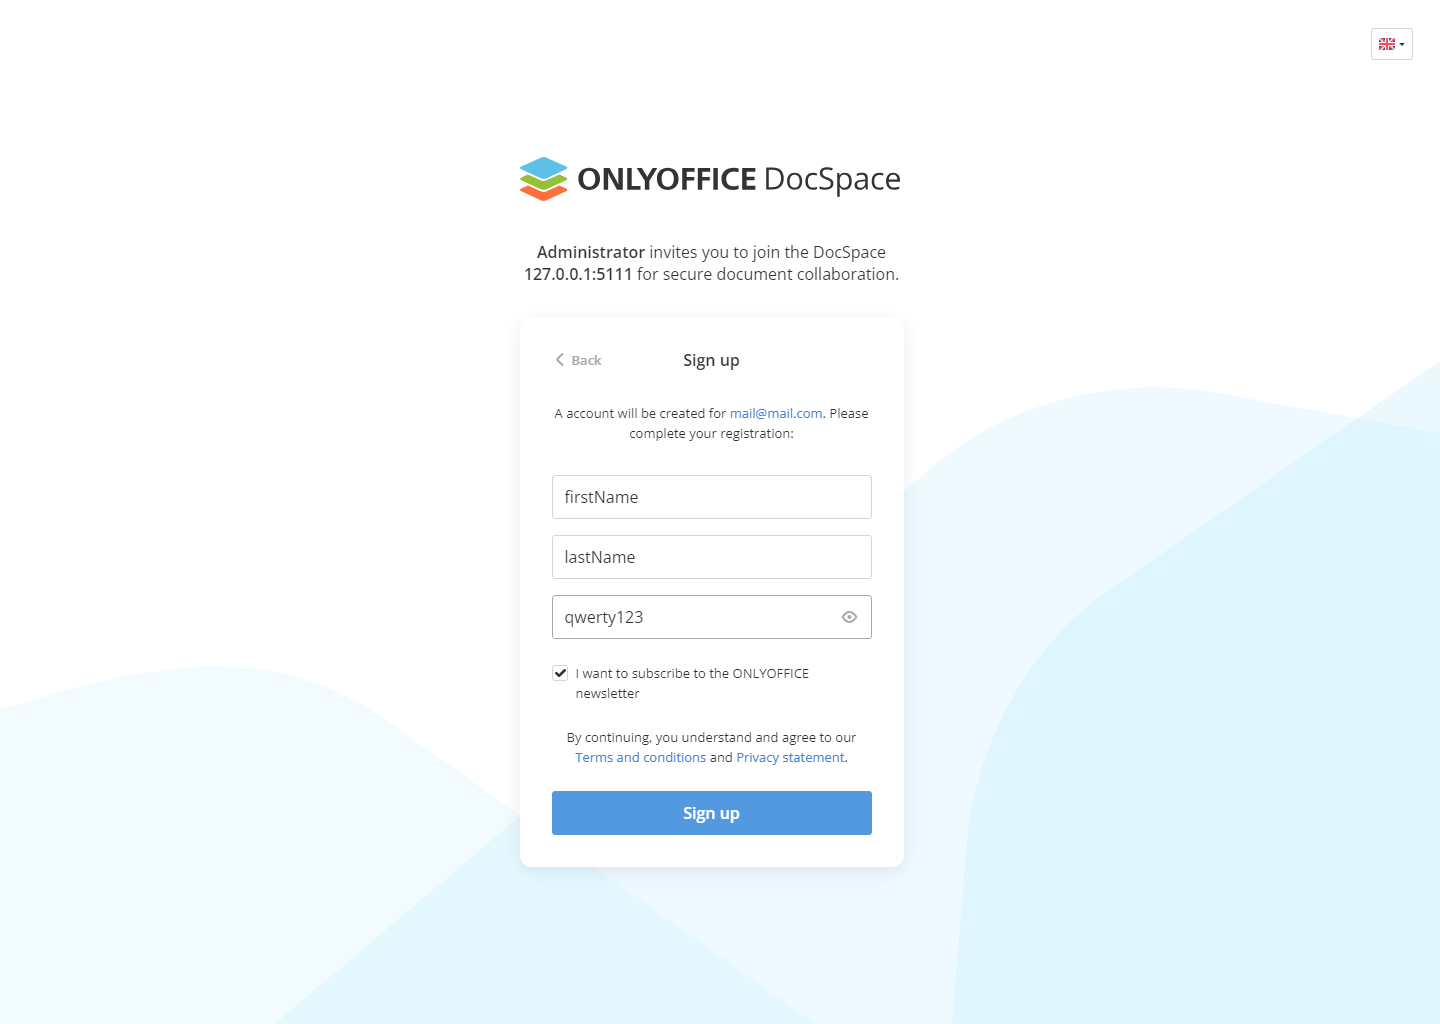 ONLYOFFICE DocSpace
Administrator invites you to join the DocSpace
127.0.0.1:5111 for secure document collaboration.
Back
Sign up
A account will be created for mail@mail.com. Please
complete your registration:
firstName
lastName
qwerty123
I want to subscribe to the ONLYOFFICE
newsletter
By continuing, you understand and agree to our
Terms and conditions and Privacy statement.
Sign up